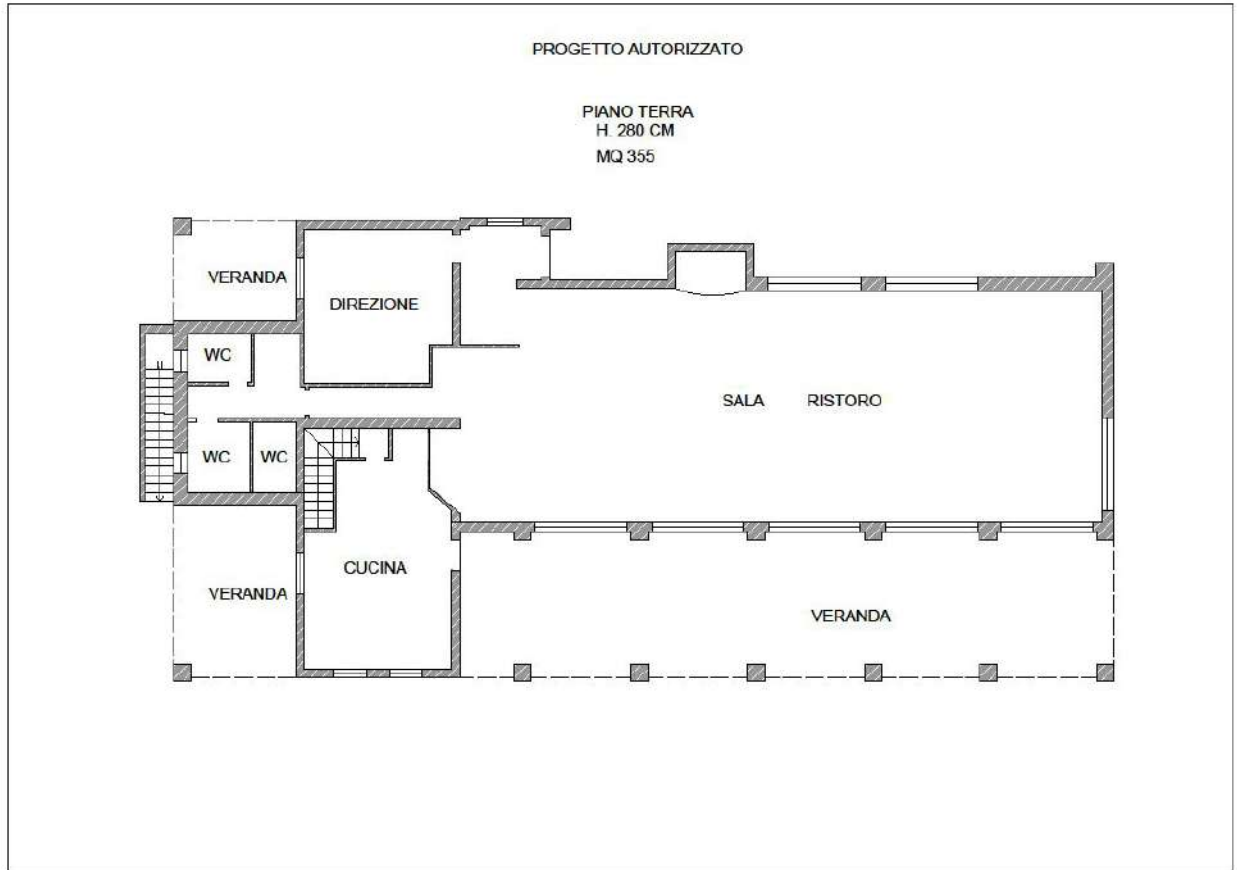 PROGETTO AUTORIZZATO
PIANO TERRA
H. 280 CM
MQ 355
VERANDA
DIREZIONE
WC
SALA RISTORO
WC
WC
CUCINA
VERANDA
VERANDA